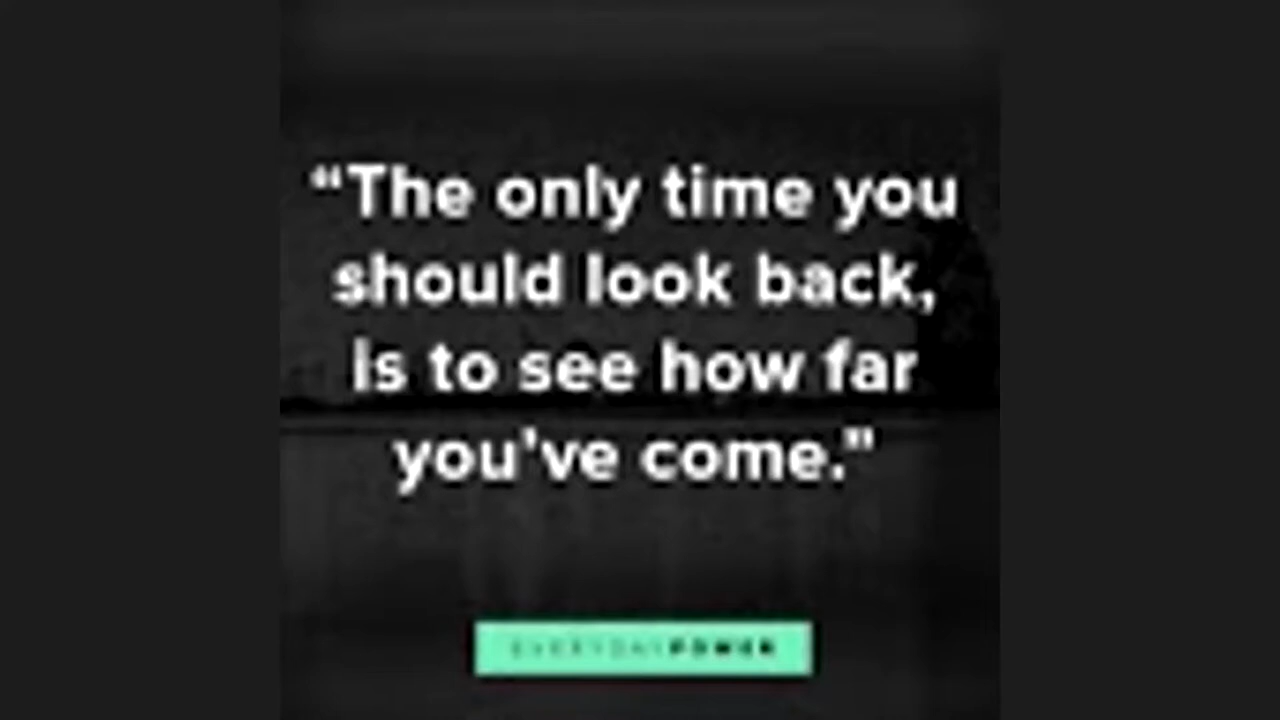 “The only time you
should look back,
is to see how far
you've come."
EVERYDAYPOWER